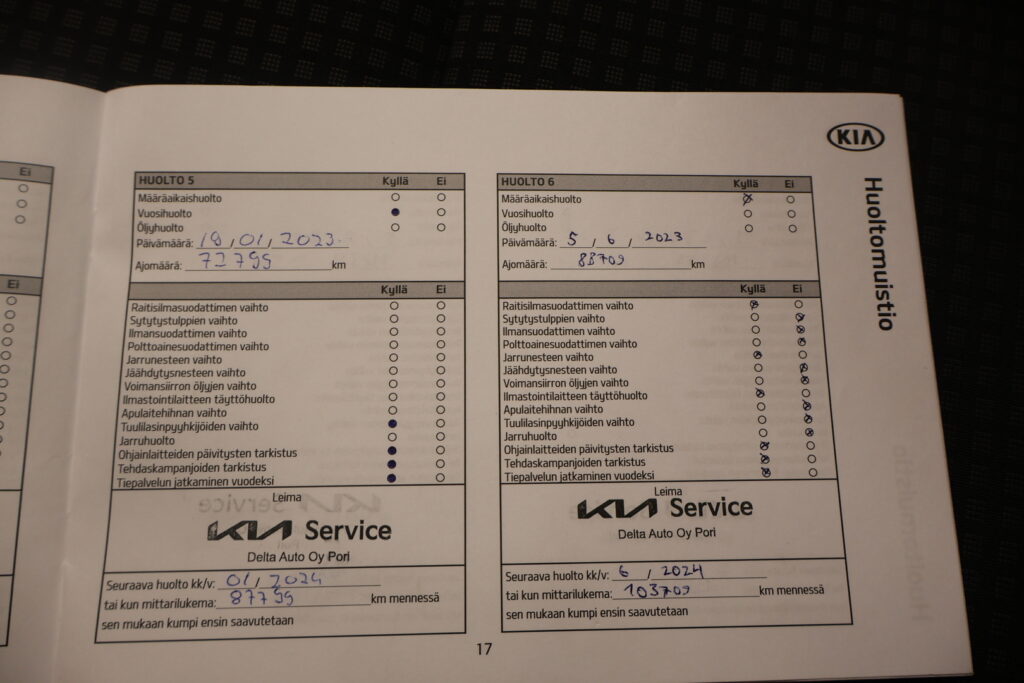 Ei
Ei
KIA
Huoltomuistio
HUOLTO 5 Kyllä Ei
Määräaikaishuolto
Vuosihuolto
Öljyhuolto
Päivämäärä: 18, 01, 2023.
Ajomäärä: 72799 km
Kyllä Ei
Raitisilmasuodattimen vaihto
Sytytystulppien vaihto
Ilmansuodattimen vaihto
Polttoainesuodattimen vaihto
Jarrunesteen vaihto
Jäähdytysnesteen vaihto
Voimansiirron öljyjen vaihto
Ilmastointilaitteen täyttöhuolto
Apulaitehihnan vaihto
Tuulilasinpyyhkijöiden vaihto
Jarruhuolto
Ohjainlaitteiden päivitysten tarkistus
Tehdaskampanjoiden tarkistus
Tiepalvelun jatkaminen vuodeksi
Leima
KIA Service
Delta Auto Oy Pori
Seuraava huolto kk/v: 01, 2024
tai kun mittarilukema: 87799 km mennessä
sen mukaan kumpi ensin saavutetaan
HUOLTO 6 Kyllä Ei
Määräaikaishuolto
Vuosihuolto
Öljyhuolto
Päivämäärä: 5, 6, 2023
Ajomäärä: 88709 km
Kyllä Ei
Raitisilmasuodattimen vaihto
Sytytystulppien vaihto
Ilmansuodattimen vaihto
Polttoainesuodattimen vaihto
Jarrunesteen vaihto
Jäähdytysnesteen vaihto
Voimansiirron öljyjen vaihto
Ilmastointilaitteen täyttöhuolto
Apulaitehihnan vaihto
Tuulilasinpyyhkijöiden vaihto
Jarruhuolto
Ohjainlaitteiden päivitysten tarkistus
Tehdaskampanjoiden tarkistus
Tiepalvelun jatkaminen vuodeksi
Leima
KIA Service
Delta Auto Oy Pori
Seuraava huolto kk/v: 6, 2024
tai kun mittarilukema: 103709 km mennessä
sen mukaan kumpi ensin saavutetaan
17